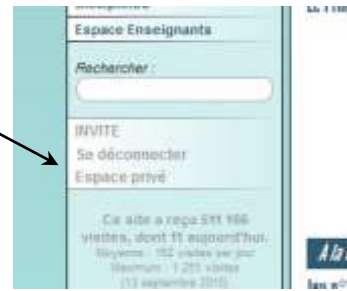 Espace Enseignants
Rechercher :
INVITE
Se déconnecter
Espace privé
Ce site a reçu 511 166
visites, dont 11 aujourd'hui.
Moyenne : 152 visites par jour
Maximum : 1 251 visites
(13 septembre 2010)
A la